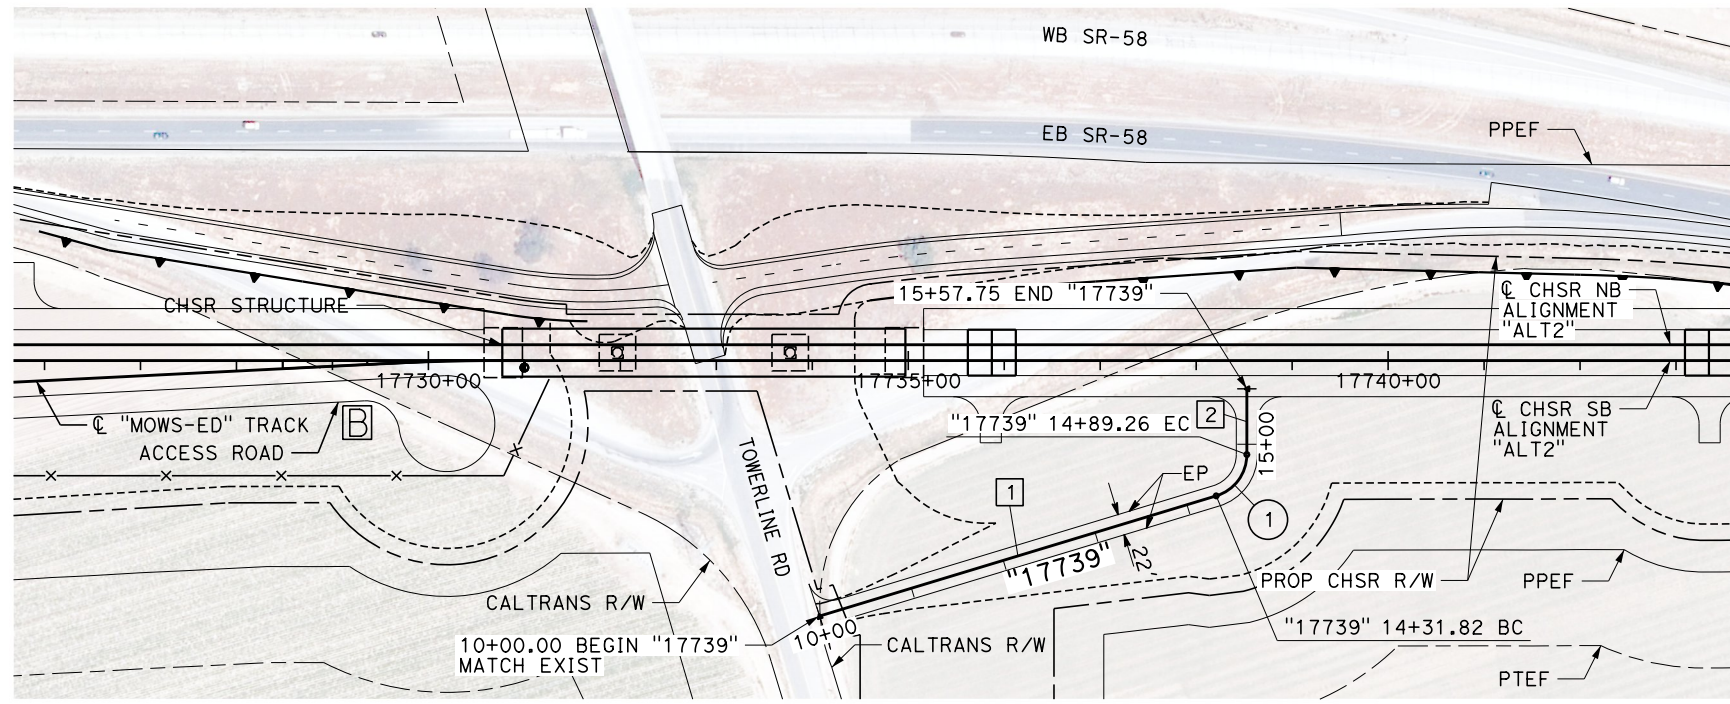 WB SR-58
EB SR-58
PPEF
CHSR STRUCTURE
15+57.75 END "17739"
℄ CHSR NB
ALIGNMENT
"ALT2"
17730+00
17735+00
17740+00
℄ "MOWS-ED" TRACK
B
ACCESS ROAD
"17739" 14+89.26 EC
2
15+00
℄ CHSR SB
ALIGNMENT
"ALT2"
TOWERLINE RD
1
EP
1
22'
"17739"
PROP CHSR R/W
PPEF
CALTRANS R/W
10+00
"17739" 14+31.82 BC
10+00.00 BEGIN "17739"
MATCH EXIST
CALTRANS R/W
PTEF